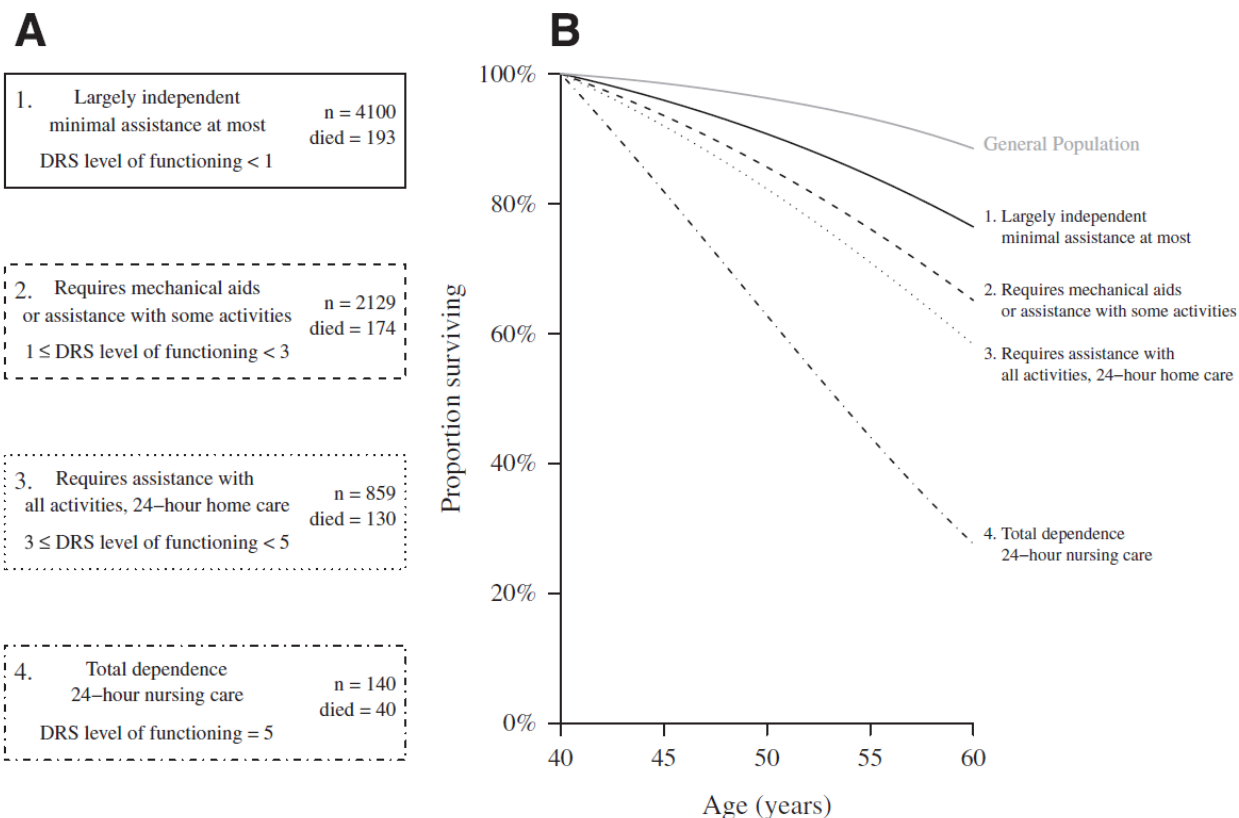 A
1. Largely independent
minimal assistance at most
DRS level of functioning < 1
n = 4100
died = 193
2. Requires mechanical aids
or assistance with some activities
1 ≤ DRS level of functioning < 3
n = 2129
died = 174
3. Requires assistance with
all activities, 24−hour home care
3 ≤ DRS level of functioning < 5
n = 859
died = 130
4. Total dependence
24−hour nursing care
DRS level of functioning = 5
n = 140
died = 40
B
Proportion surviving
100%
80%
60%
40%
20%
0%
40 45 50 55 60
Age (years)
General Population
1. Largely independent
minimal assistance at most
2. Requires mechanical aids
or assistance with some activities
3. Requires assistance with
all activities, 24−hour home care
4. Total dependence
24−hour nursing care